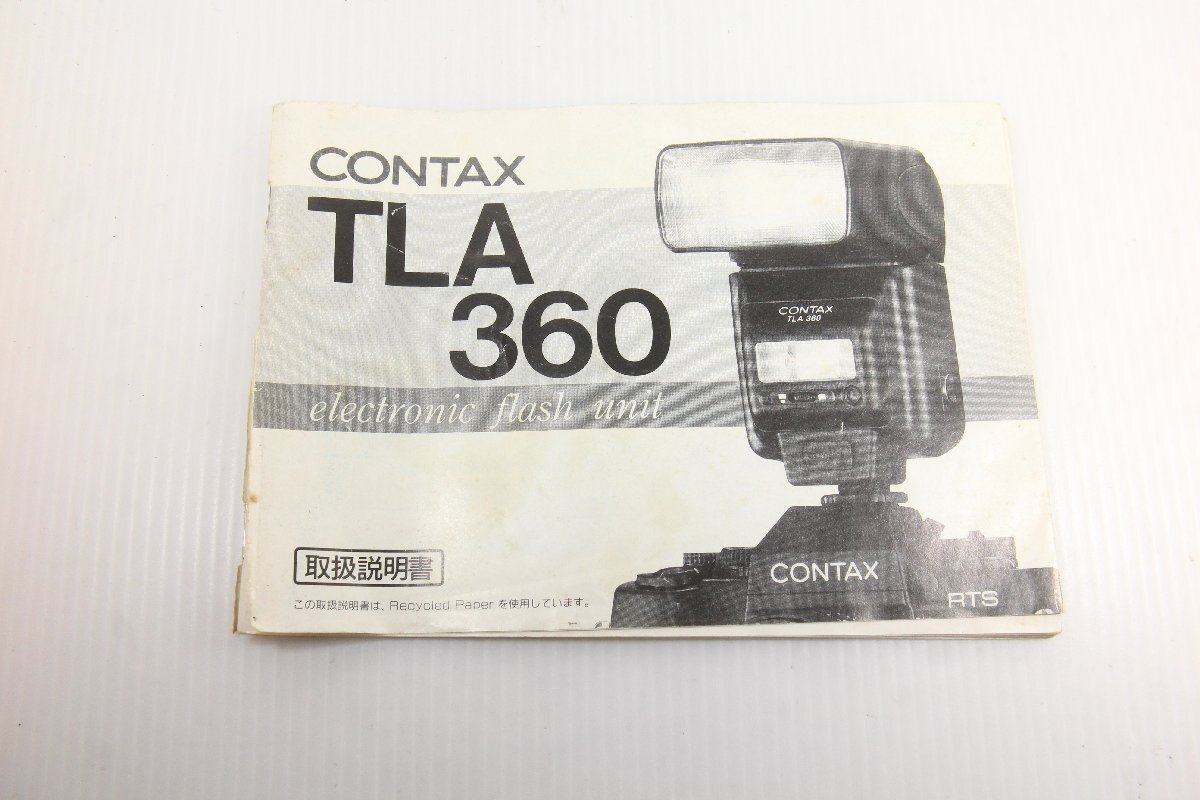 CONTAX
TLA
360
electronic flash unit
CONTAX
TLA 360
取扱説明書
この取扱説明書は、Recycled Paper を使用しています。
CONTAX
RTS